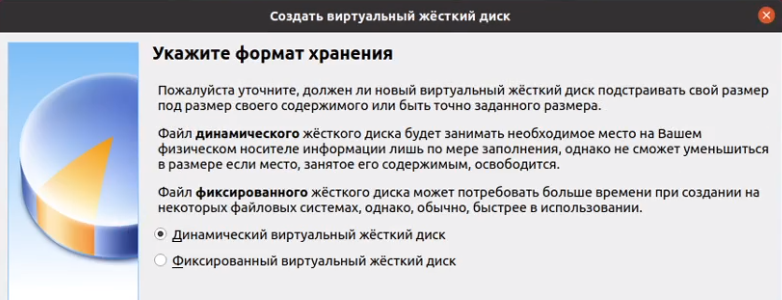 Создать виртуальный жёсткий диск
Укажите формат хранения
Пожалуйста уточните, должен ли новый виртуальный жёсткий диск подстраивать свой размер
под размер своего содержимого или быть точно заданного размера.
Файл динамического жёсткого диска будет занимать необходимое место на Вашем
физическом носителе информации лишь по мере заполнения, однако не сможет уменьшиться
в размере если место, занятое его содержимым, освободится.
Файл фиксированного жёсткого диска может потребовать больше времени при создании на
некоторых файловых системах, однако, обычно, быстрее в использовании.
Динамический виртуальный жёсткий диск
Фиксированный виртуальный жёсткий диск